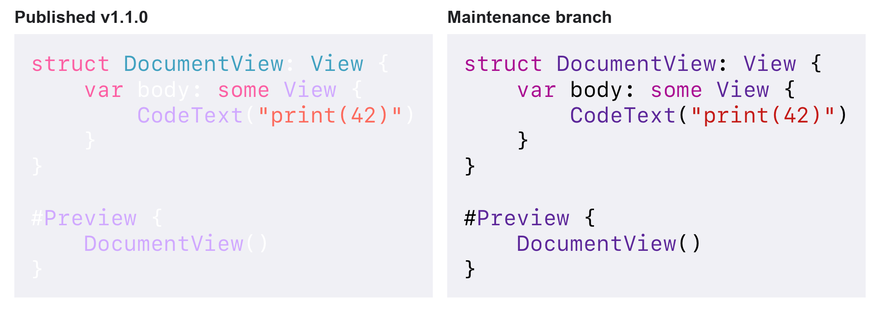 Published v1.1.0
struct DocumentView: View {
    var body: some View {
        CodeText("print(42)")
    }
}
#Preview {
    DocumentView()
}
Maintenance branch
struct DocumentView: View {
    var body: some View {
        CodeText("print(42)")
    }
}
#Preview {
    DocumentView()
}